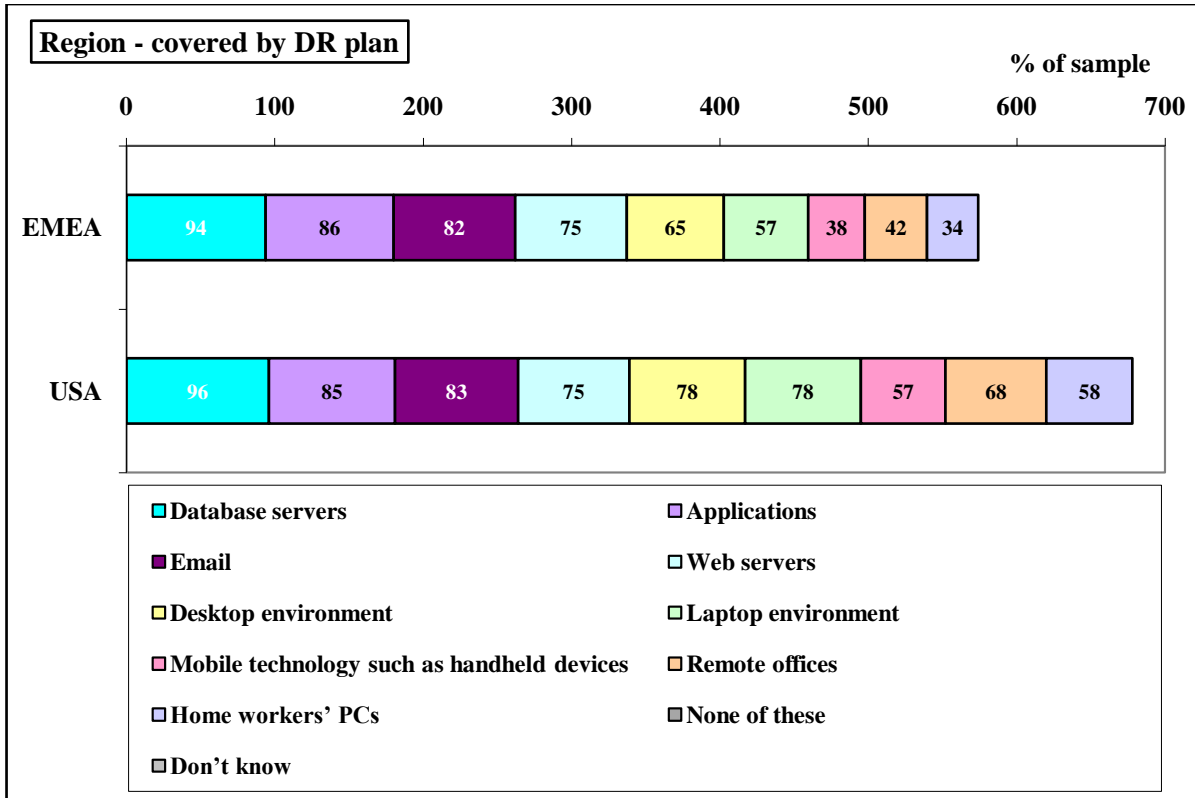 Region - covered by DR plan
% of sample
0 100 200 300 400 500 600 700
EMEA 94 86 82 75 65 57 38 42 34
USA 96 85 83 75 78 78 57 68 58
Database servers Applications
Email Web servers
Desktop environment Laptop environment
Mobile technology such as handheld devices Remote offices
Home workers’ PCs None of these
Don’t know